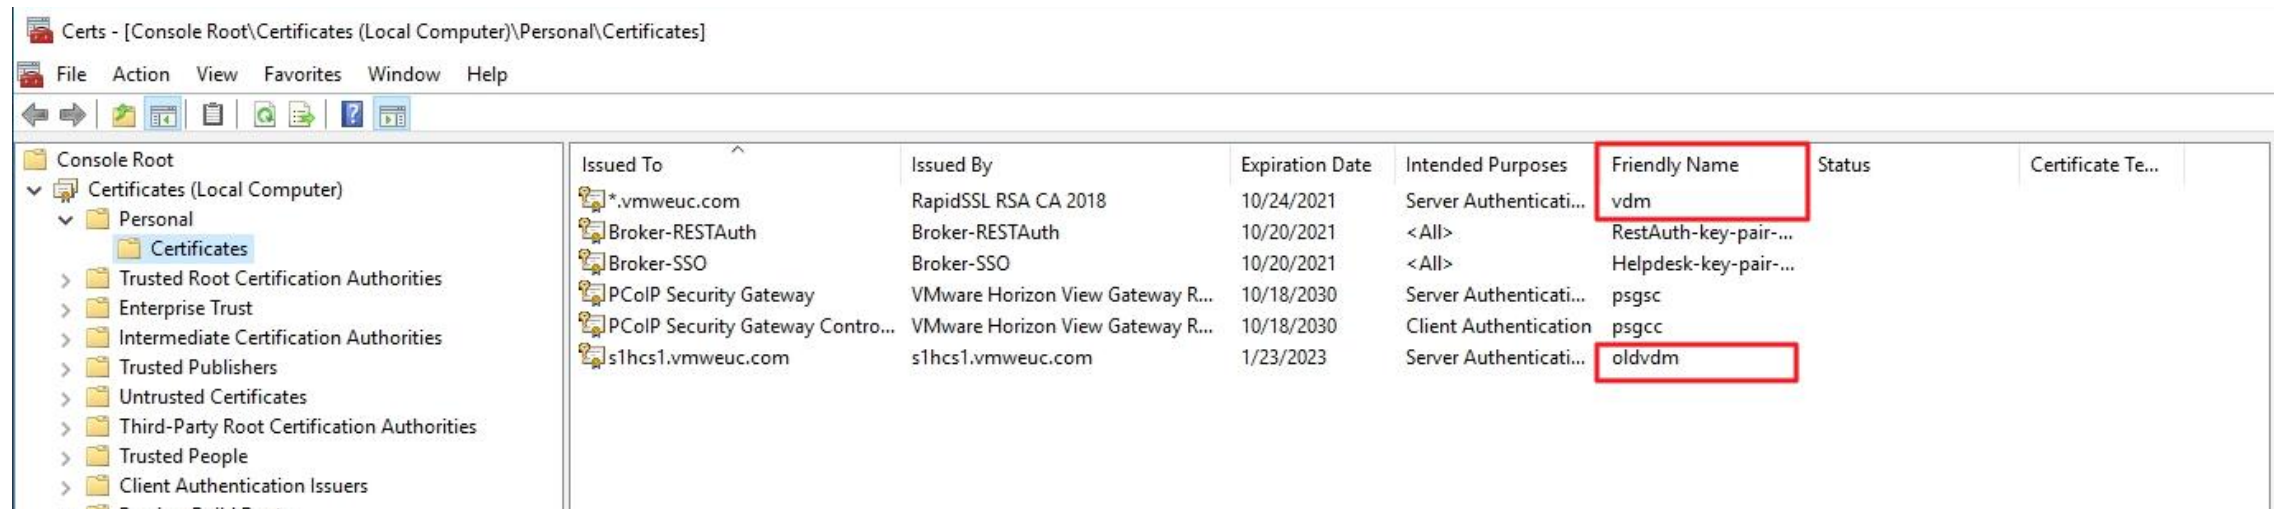 Certs - [Console Root\Certificates (Local Computer)\Personal\Certificates]
File Action View Favorites Window Help
Console Root
Certificates (Local Computer)
Personal
Certificates
Trusted Root Certification Authorities
Enterprise Trust
Intermediate Certification Authorities
Trusted Publishers
Untrusted Certificates
Third-Party Root Certification Authorities
Trusted People
Client Authentication Issuers
Issued To Issued By Expiration Date Intended Purposes Friendly Name Status Certificate Te...
*.vmweuc.com RapidSSL RSA CA 2018 10/24/2021 Server Authenticati... vdm
Broker-RESTAuth Broker-RESTAuth 10/20/2021 <All> RestAuth-key-pair-...
Broker-SSO Broker-SSO 10/20/2021 <All> Helpdesk-key-pair-...
PCoIP Security Gateway VMware Horizon View Gateway R... 10/18/2030 Server Authenticati... psgsc
PCoIP Security Gateway Contro... VMware Horizon View Gateway R... 10/18/2030 Client Authentication psgcc
s1hcs1.vmweuc.com s1hcs1.vmweuc.com 1/23/2023 Server Authenticati... oldvdm